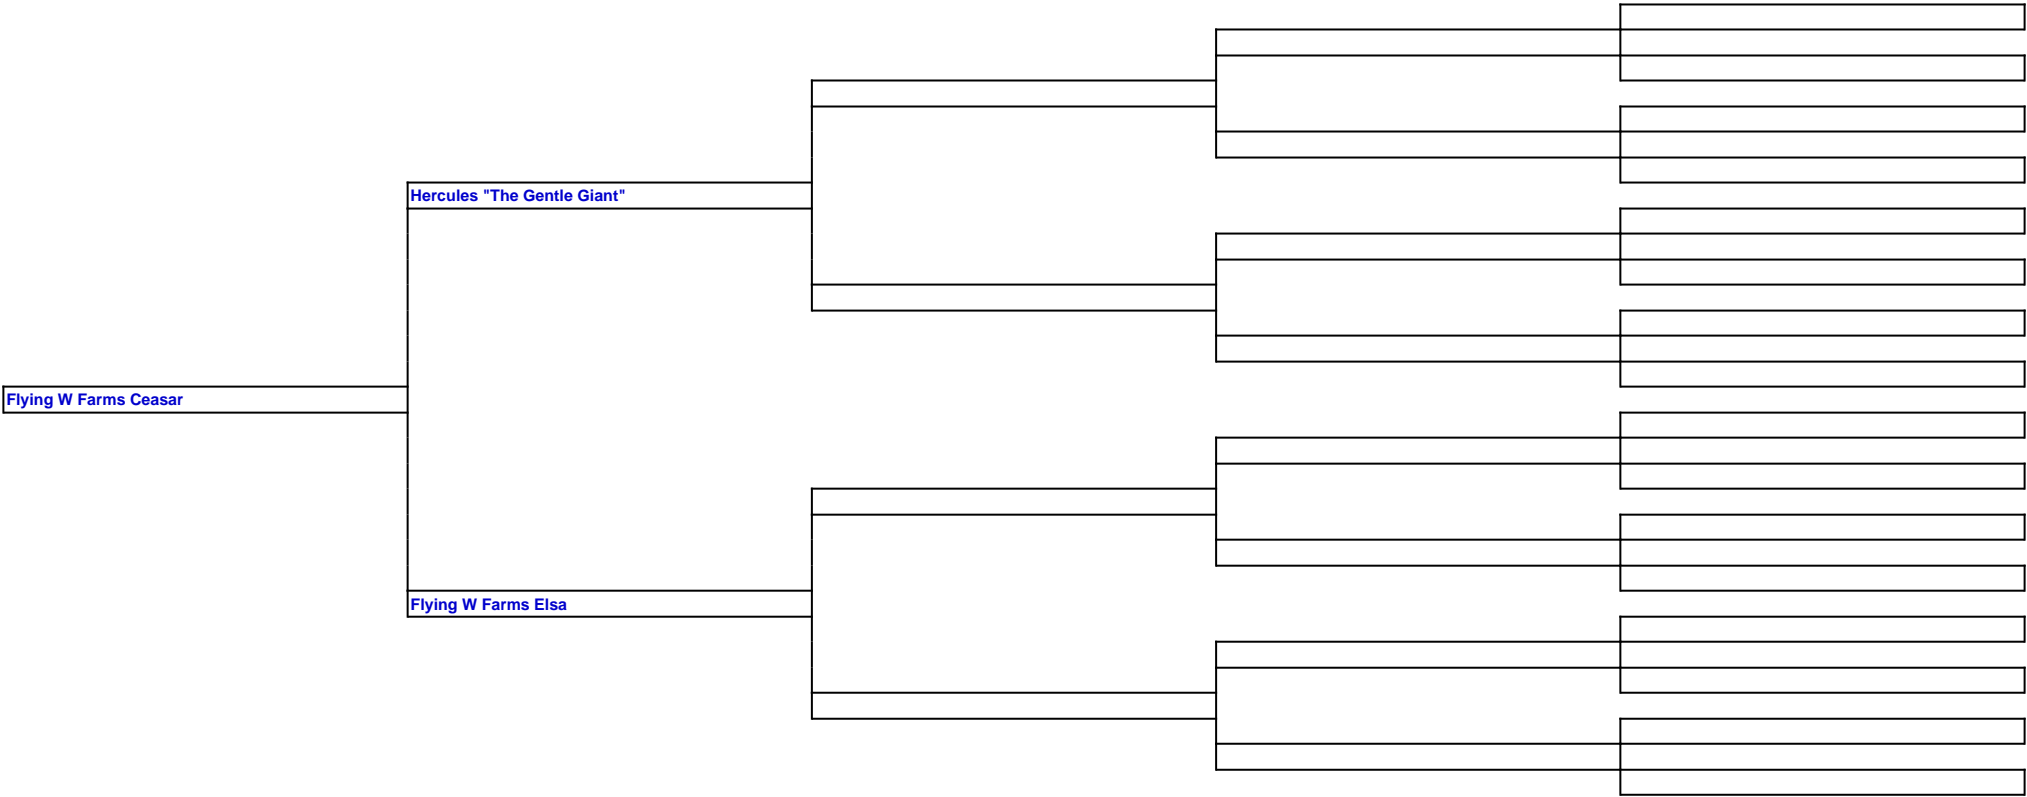 Hercules "The Gentle Giant"
Flying W Farms Ceasar
Flying W Farms Elsa